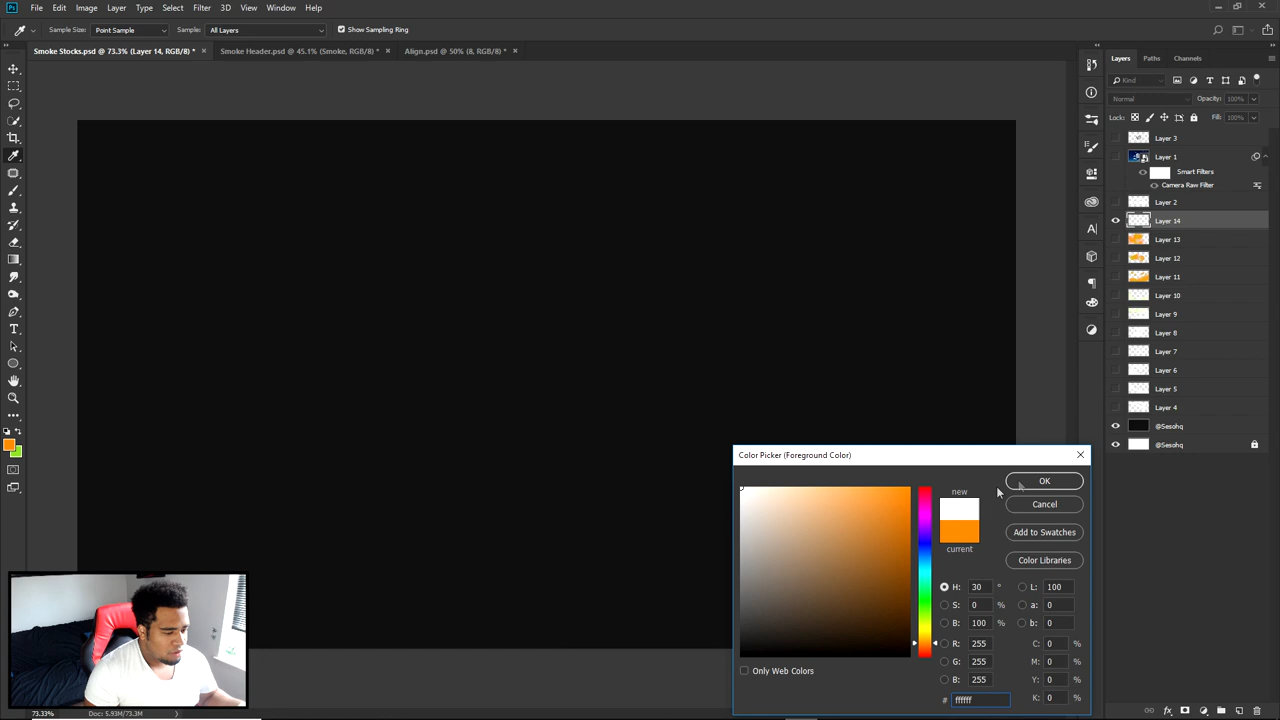 Ps File Edit Image Layer Type Select Filter 3D View Window Help
Sample Size: Point Sample Sample: All Layers Show Sampling Ring
Smoke Stocks.psd @ 73.3% (Layer 14, RGB/8) * × Smoke Header.psd @ 45.1% (Smoke, RGB/8) * × Align.psd @ 50% (8, RGB/8) * ×
Layers Paths Channels
Kind
Normal Opacity: 100%
Lock: Fill: 100%
Layer 3
Layer 1
Smart Filters
Camera Raw Filter
Layer 2
Layer 14
Layer 13
Layer 12
Layer 11
Layer 10
Layer 9
Layer 8
Layer 7
Layer 6
Layer 5
Layer 4
@Sesohq
@Sesohq
Color Picker (Foreground Color)
new
current
OK
Cancel
Add to Swatches
Color Libraries
H: 30 ° L: 100
S: 0 % a: 0
B: 100 % b: 0
R: 255 C: 0 %
G: 255 M: 0 %
B: 255 Y: 0 %
# ffffff K: 0 %
Only Web Colors
73.33% Doc: 5.93M/73.3M